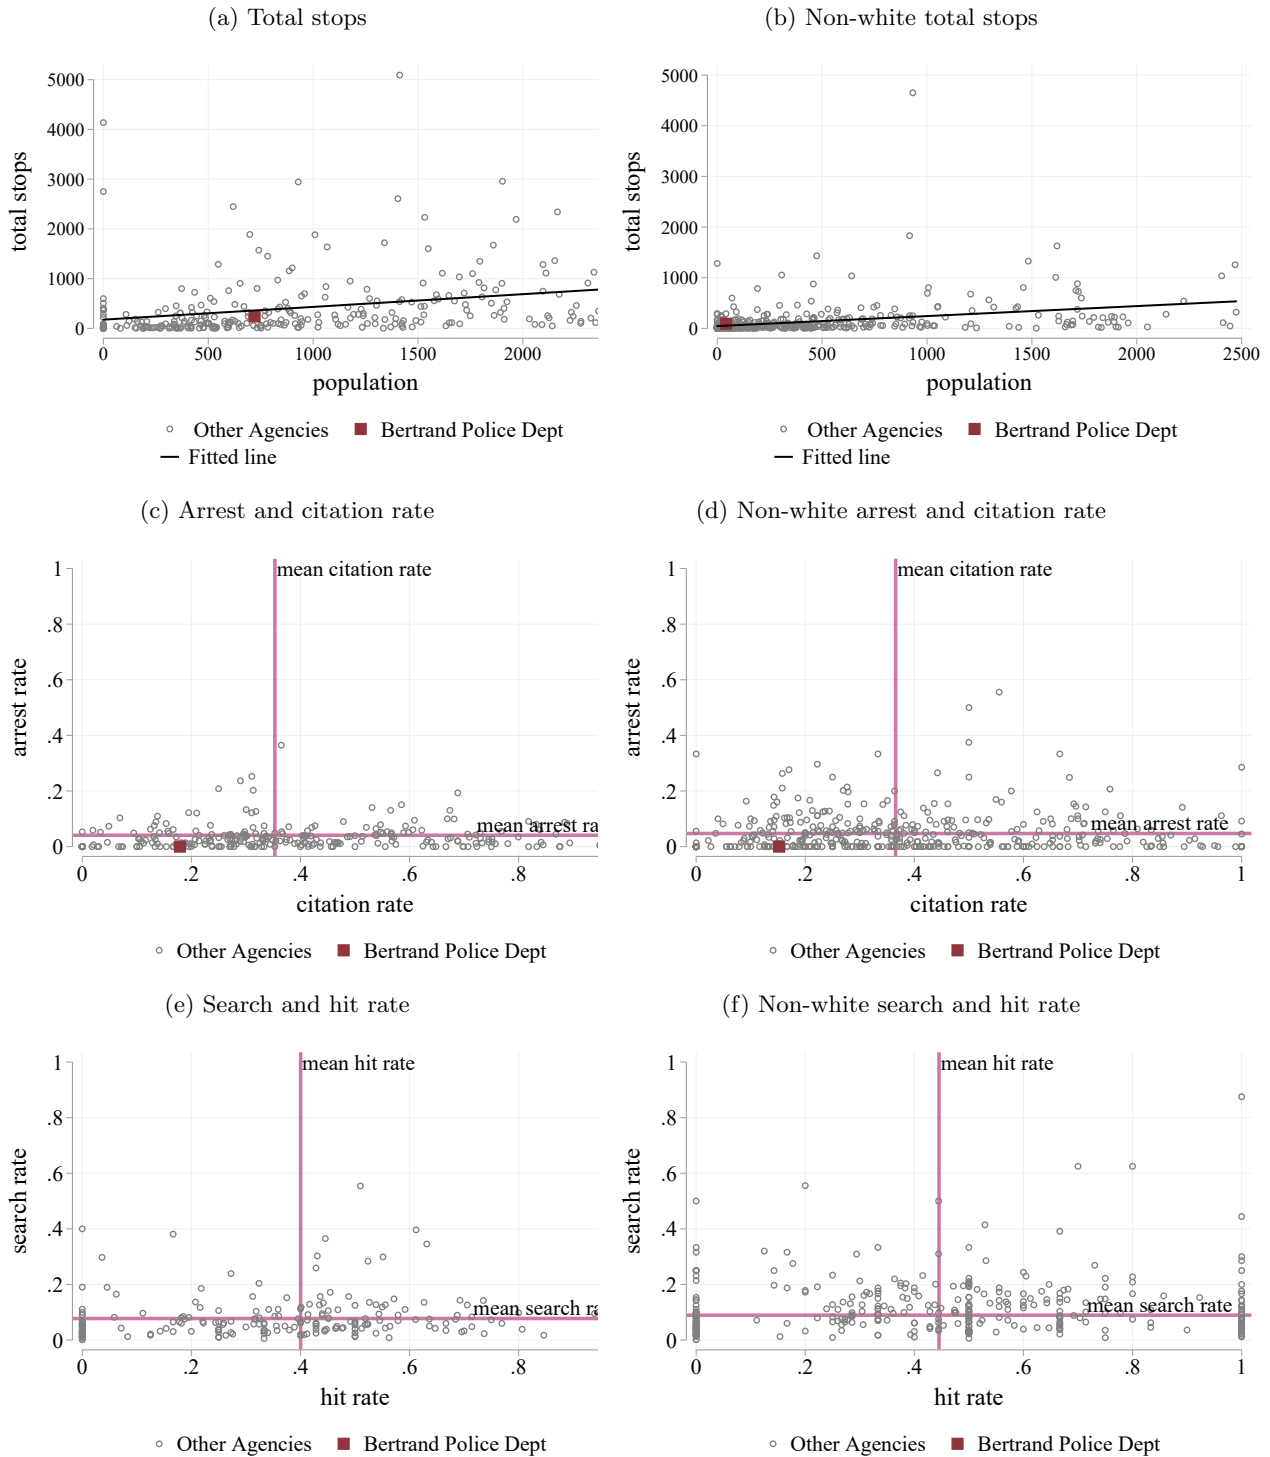 (a) Total stops
total stops
5000
4000
3000
2000
1000
0
0 500 1000 1500 2000
population
Other Agencies Bertrand Police Dept
Fitted line
(b) Non-white total stops
total stops
5000
4000
3000
2000
1000
0
0 500 1000 1500 2000 2500
population
Other Agencies Bertrand Police Dept
Fitted line
(c) Arrest and citation rate
arrest rate
1
.8
.6
.4
.2
0
mean citation rate
mean arrest ra
0 .2 .4 .6 .8
citation rate
Other Agencies Bertrand Police Dept
(d) Non-white arrest and citation rate
arrest rate
1
.8
.6
.4
.2
0
mean citation rate
mean arrest rate
0 .2 .4 .6 .8 1
citation rate
Other Agencies Bertrand Police Dept
(e) Search and hit rate
search rate
1
.8
.6
.4
.2
0
mean hit rate
mean search ra
0 .2 .4 .6 .8
hit rate
Other Agencies Bertrand Police Dept
(f) Non-white search and hit rate
search rate
1
.8
.6
.4
.2
0
mean hit rate
mean search rate
0 .2 .4 .6 .8 1
hit rate
Other Agencies Bertrand Police Dept